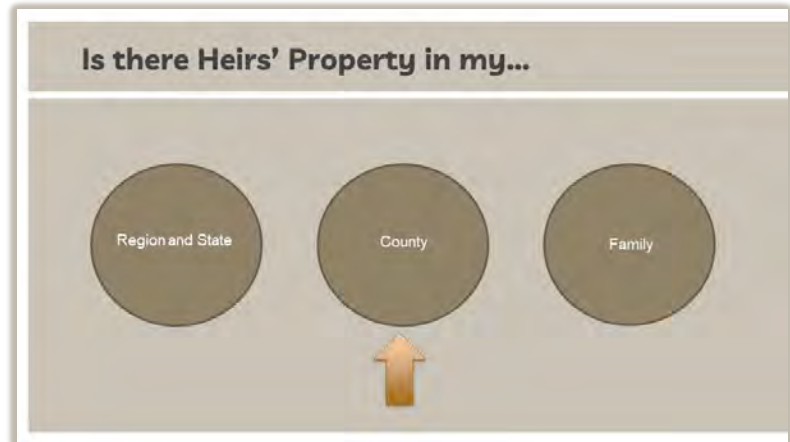 Is there Heirs' Property in my...
Region and State
County
Family